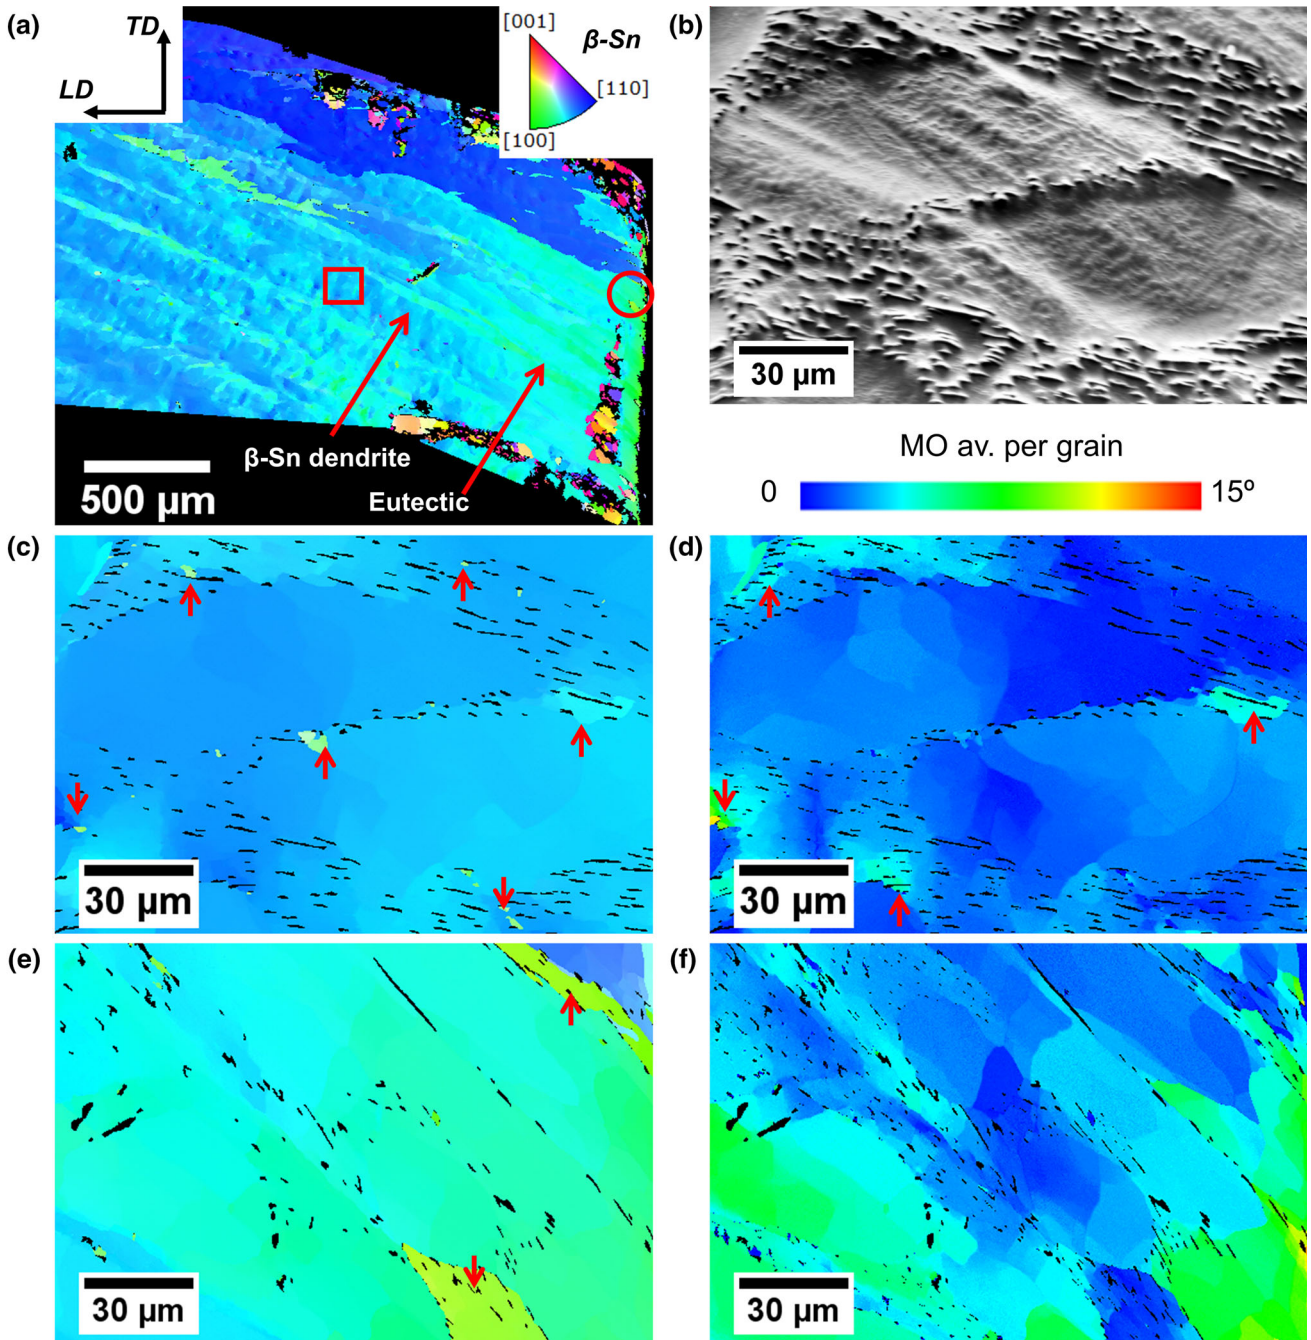 (a)
TD
LD
[001]
β-Sn
[110]
[100]
β-Sn dendrite
Eutectic
500 µm
(b)
30 µm
MO av. per grain
0
15º
(c)
30 µm
(d)
30 µm
(e)
30 µm
(f)
30 µm